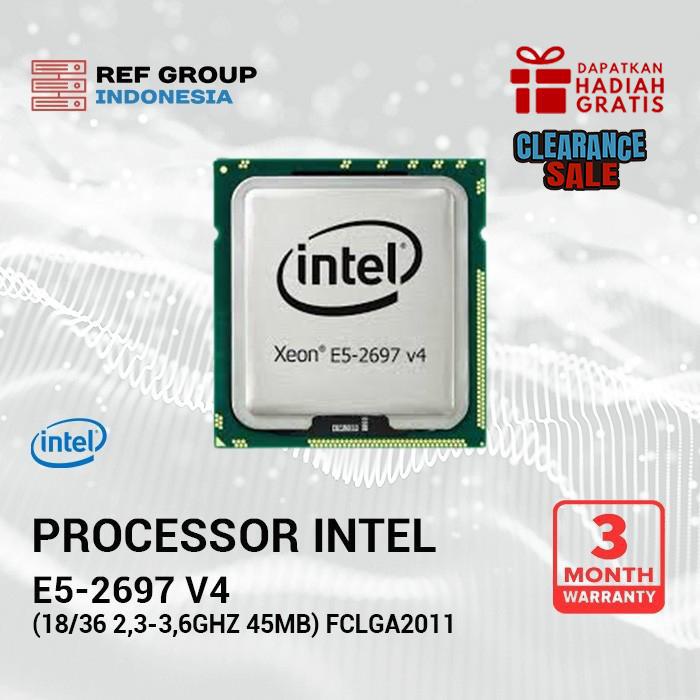 REF GROUP
INDONESIA
DAPATKAN
HADIAH
GRATIS
CLEARANCE
SALE
intel®
Xeon® E5-2697 v4
intel
PROCESSOR INTEL
E5-2697 V4
(18/36 2,3-3,6GHZ 45MB) FCLGA2011
3
MONTH
WARRANTY